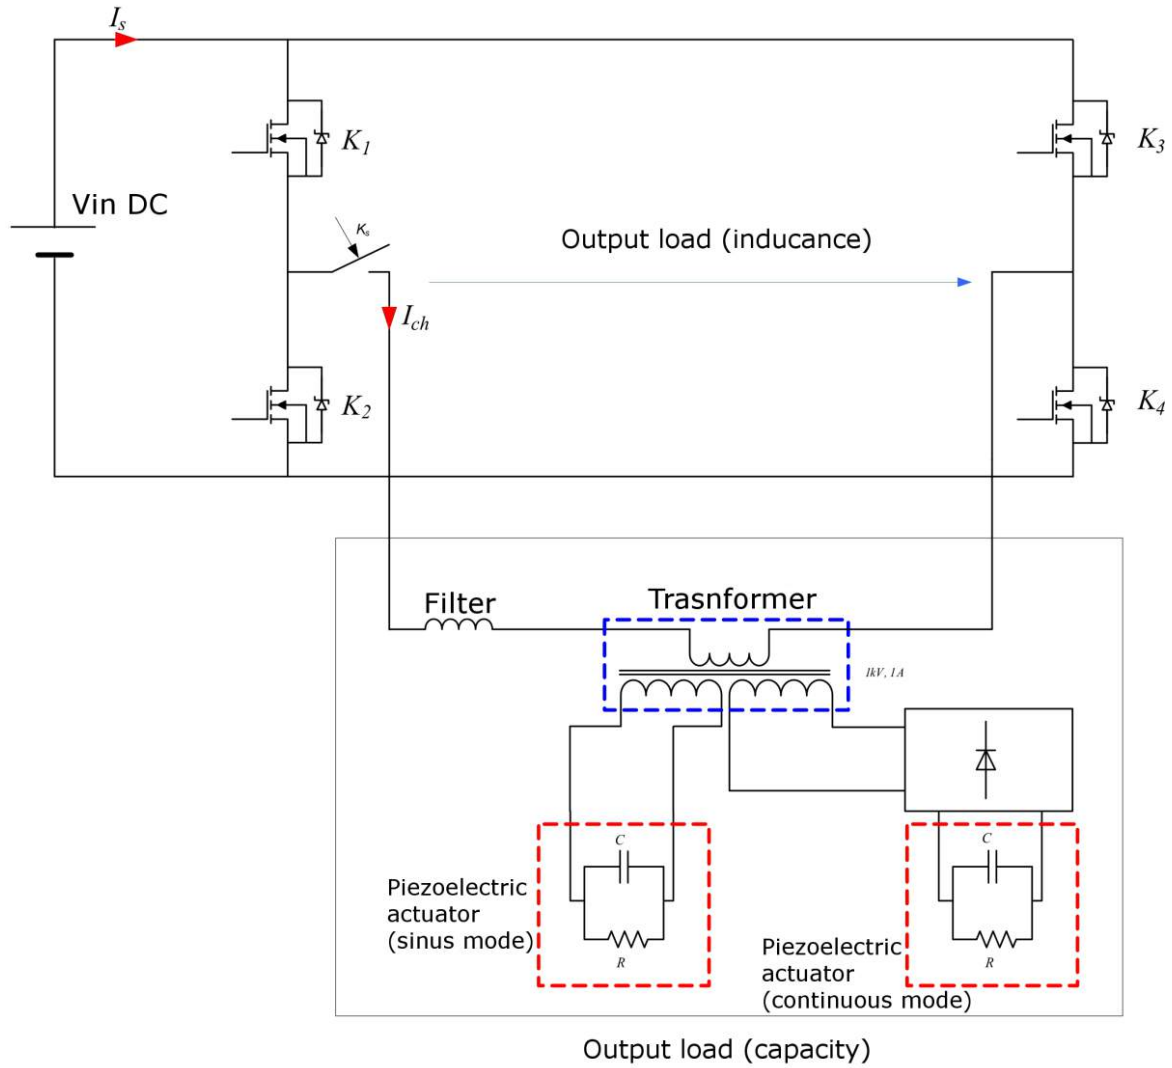 Is
K1
K3
Vin DC
Ks
Output load (inducance)
Ich
K2
K4
Filter
Trasnformer
1kV, 1A
C
C
Piezoelectric
actuator
(sinus mode)
R
Piezoelectric
actuator
(continuous mode)
R
Output load (capacity)